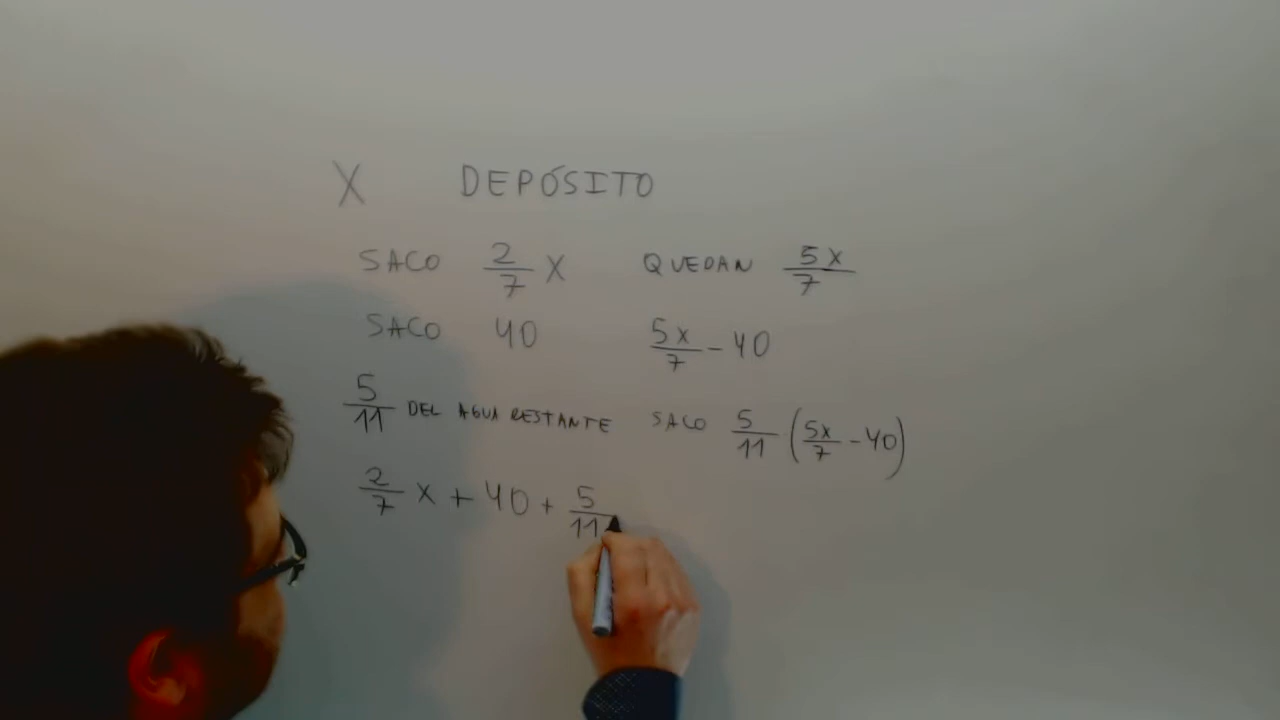 X DEPÓSITO
SACO 2/7 X QUEDAN 5x/7
SACO 40 5x/7 - 40
5/11 DEL AGUA RESTANTE SACO 5/11 (5x/7 - 40)
2/7 x + 40 + 5/11